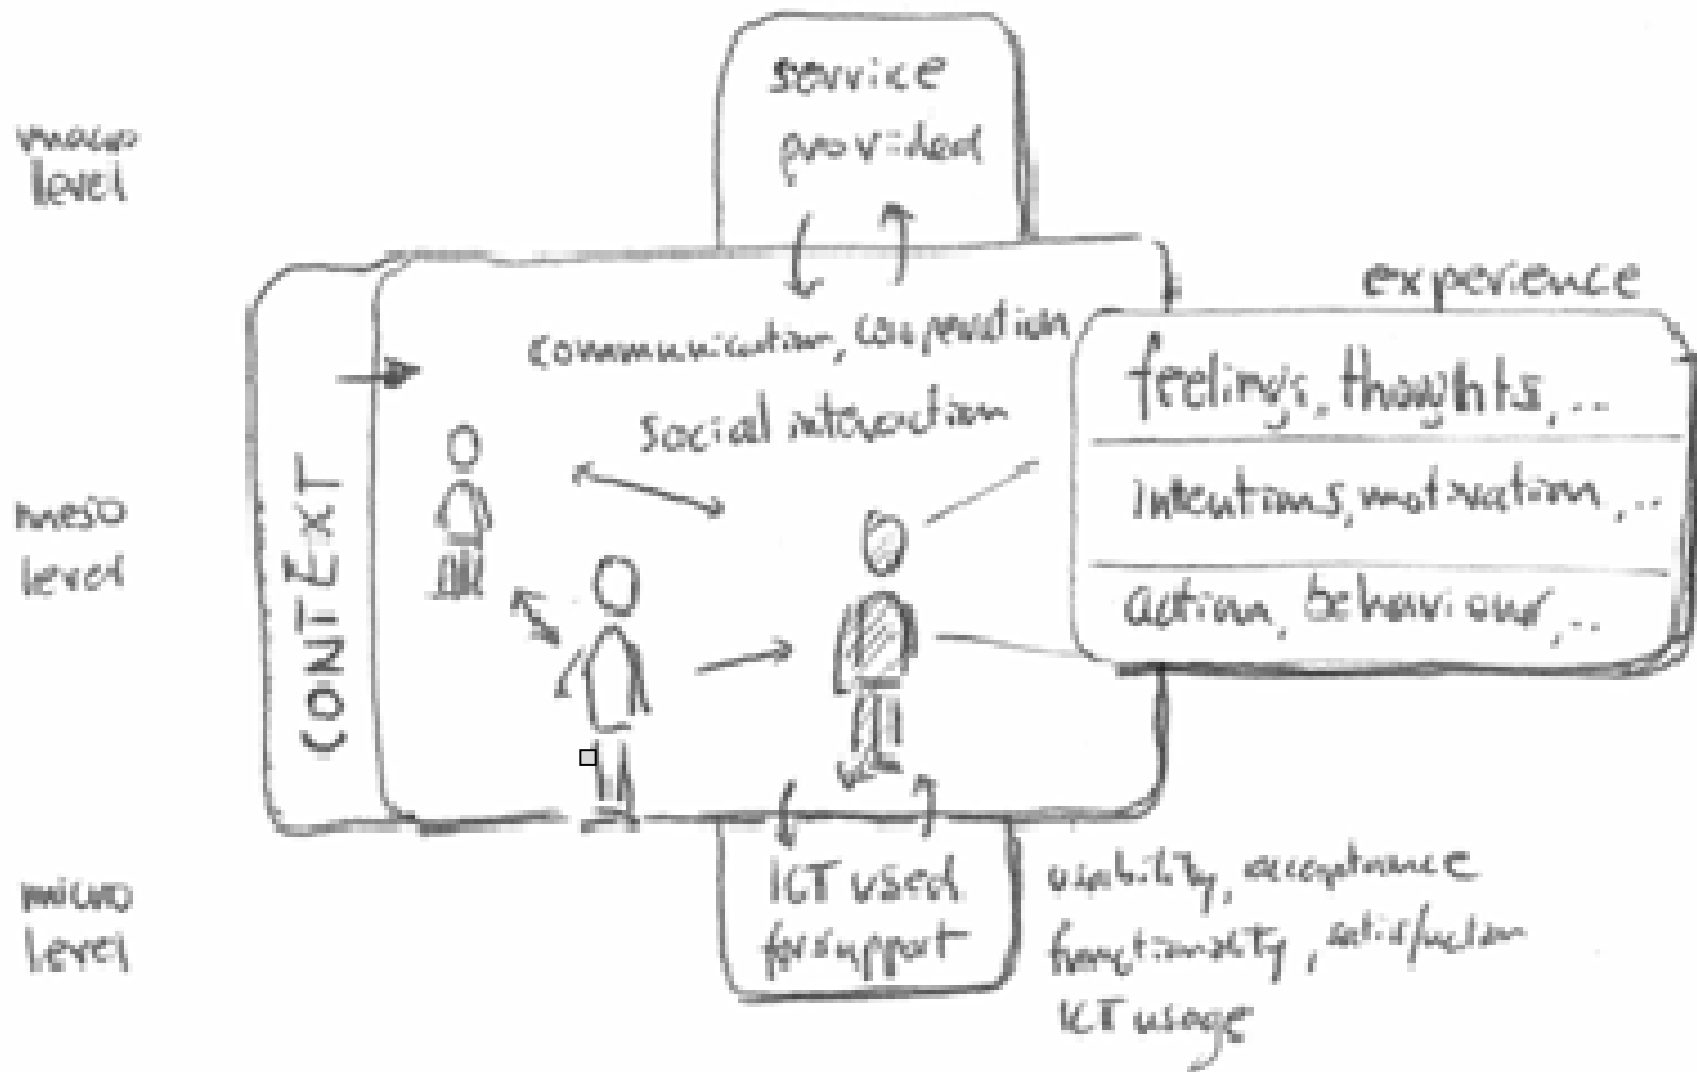 service
provided
macro
level
experience
communication, cooperation
social interaction
feelings, thoughts, ..
intentions, motivation, ..
action, behaviour, ..
CONTEXT
meso
level
micro
level
ICT used
for support
usability, acceptance
functionality, satisfaction
ICT usage